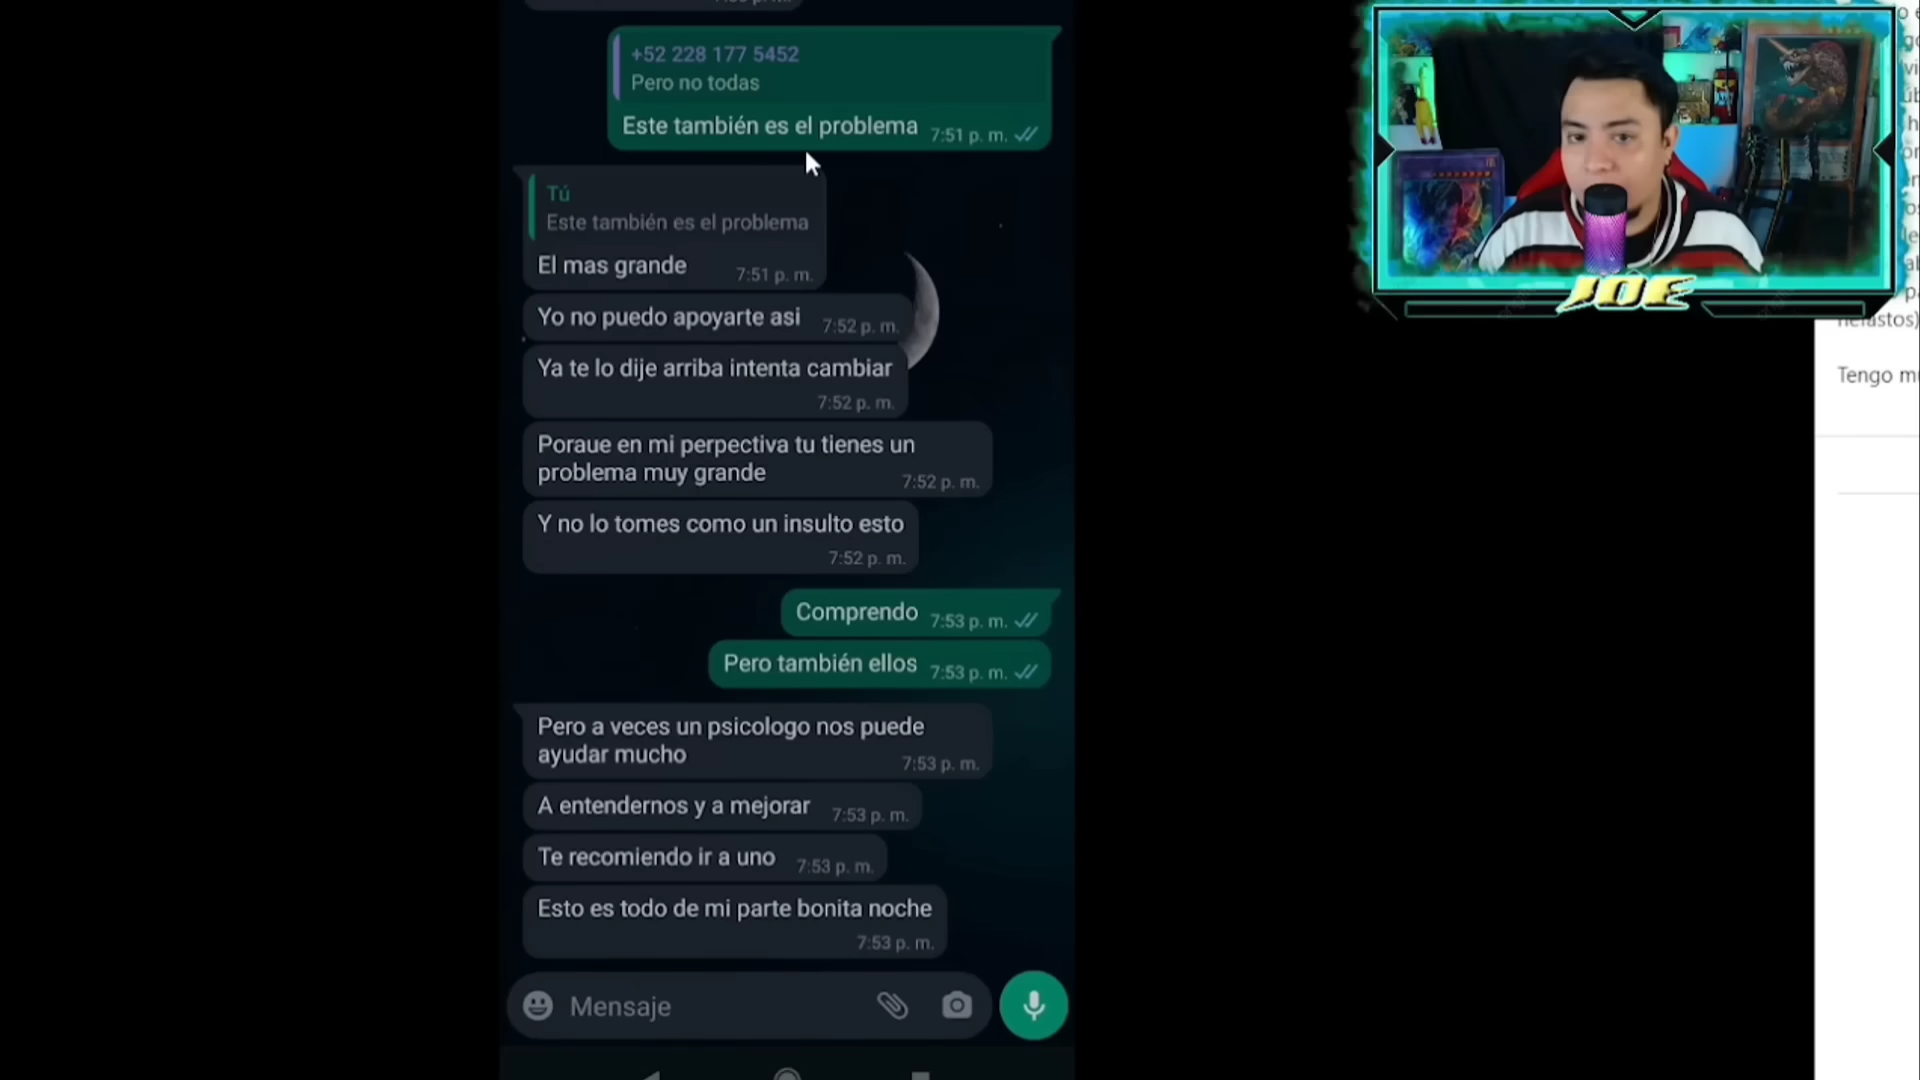 +52 228 177 5452
Pero no todas
Este también es el problema
7:51 p. m.
Tú
Este también es el problema
El mas grande
7:51 p. m.
Yo no puedo apoyarte asi
7:52 p. m.
Ya te lo dije arriba intenta cambiar
7:52 p. m.
Poraue en mi perpectiva tu tienes un
problema muy grande
7:52 p. m.
Y no lo tomes como un insulto esto
7:52 p. m.
Comprendo
7:53 p. m.
Pero también ellos
7:53 p. m.
Pero a veces un psicologo nos puede
ayudar mucho
7:53 p. m.
A entendernos y a mejorar
7:53 p. m.
Te recomiendo ir a uno
7:53 p. m.
Esto es todo de mi parte bonita noche
7:53 p. m.
Mensaje
JOE
nefastos)
Tengo